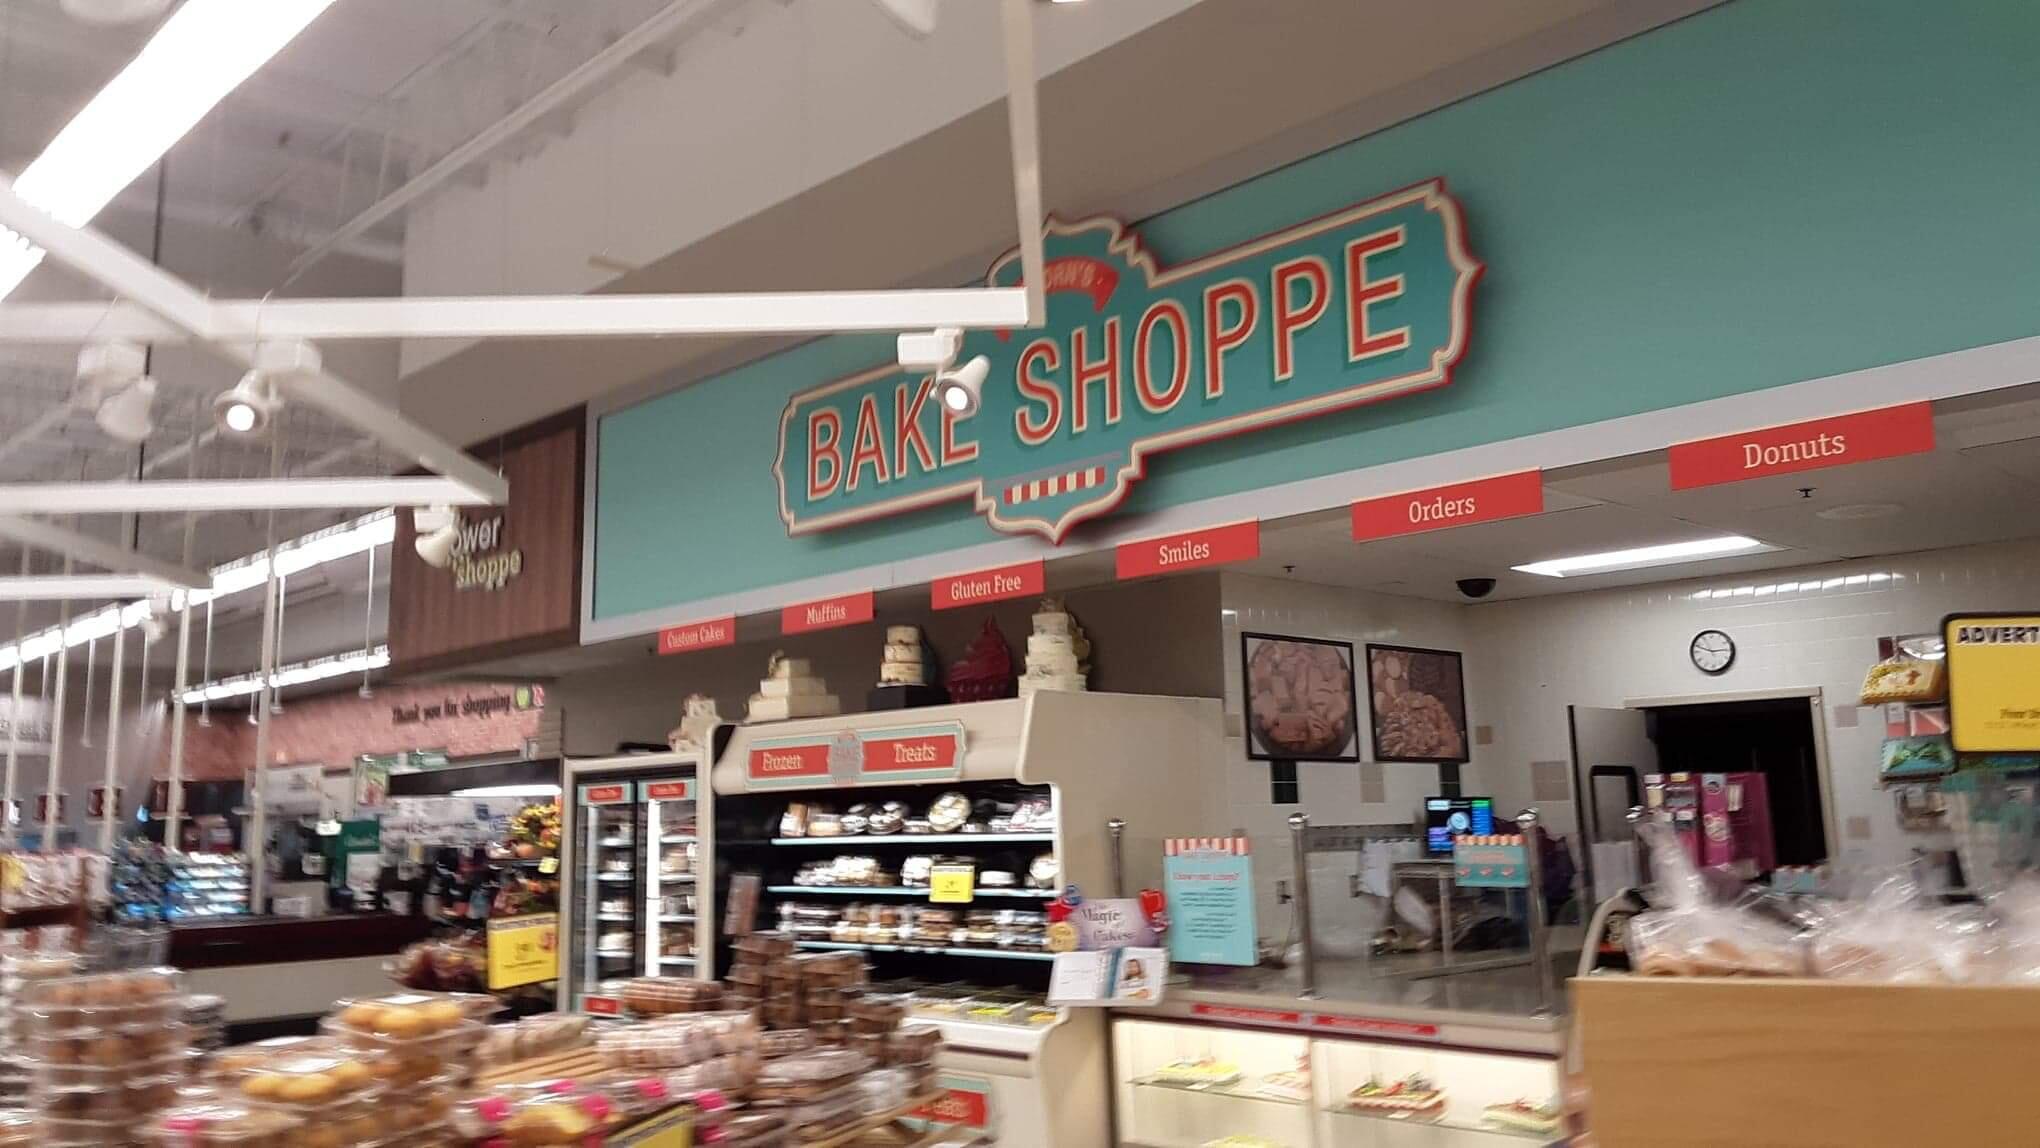 BAKE SHOPPE
Donuts
Orders
Smiles
Gluten Free
Muffins
Custom Cakes
shoppe
Thank you for shopping
Frozen
Treats
Magic
Cakes